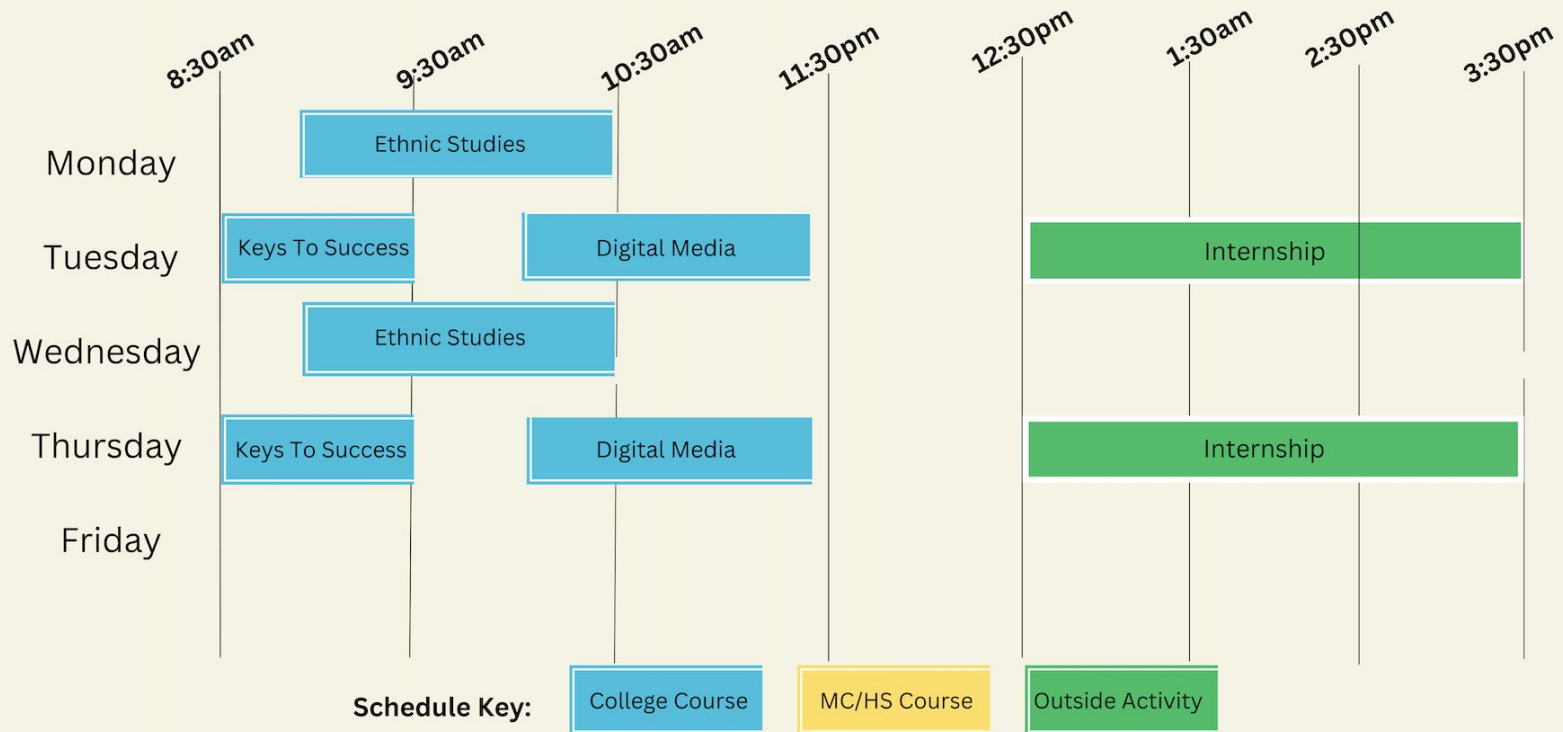 8:30am 9:30am 10:30am 11:30pm 12:30pm 1:30am 2:30pm 3:30pm
Monday Ethnic Studies
Tuesday Keys To Success Digital Media Internship
Wednesday Ethnic Studies
Thursday Keys To Success Digital Media Internship
Friday
Schedule Key: College Course MC/HS Course Outside Activity